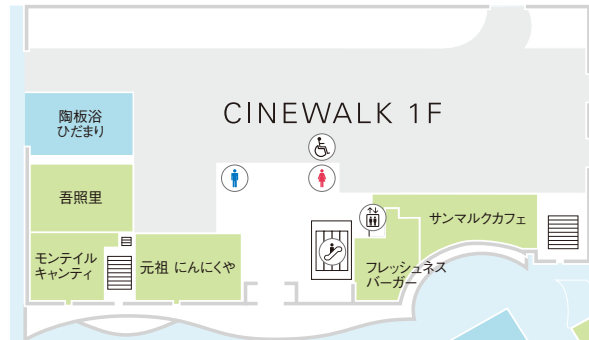 CINEWALK 1F
陶板浴
ひだまり
吾照里
モンテイル
キャンティ
元祖 にんにくや
サンマルクカフェ
フレッシュネス
バーガー